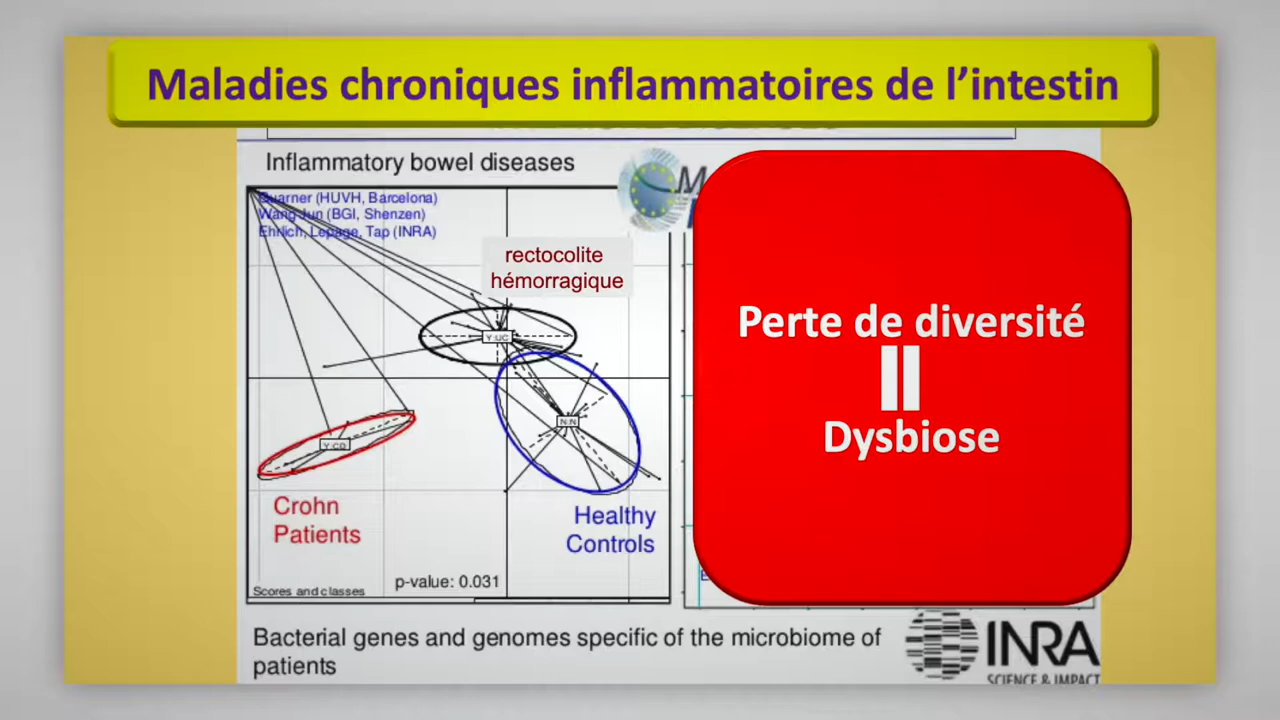 Maladies chroniques inflammatoires de l’intestin
Inflammatory bowel diseases
Guarner (HUVH, Barcelona)
Wang Jun (BGI, Shenzen)
Ehrlich, Lepage, Tap (INRA)
rectocolite
hémorragique
Y:UC
N:N
Y:CD
Crohn
Patients
Healthy
Controls
p-value: 0.031
Scores and classes
Perte de diversité
Dysbiose
Bacterial genes and genomes specific of the microbiome of
patients
INRA
SCIENCE & IMPACT